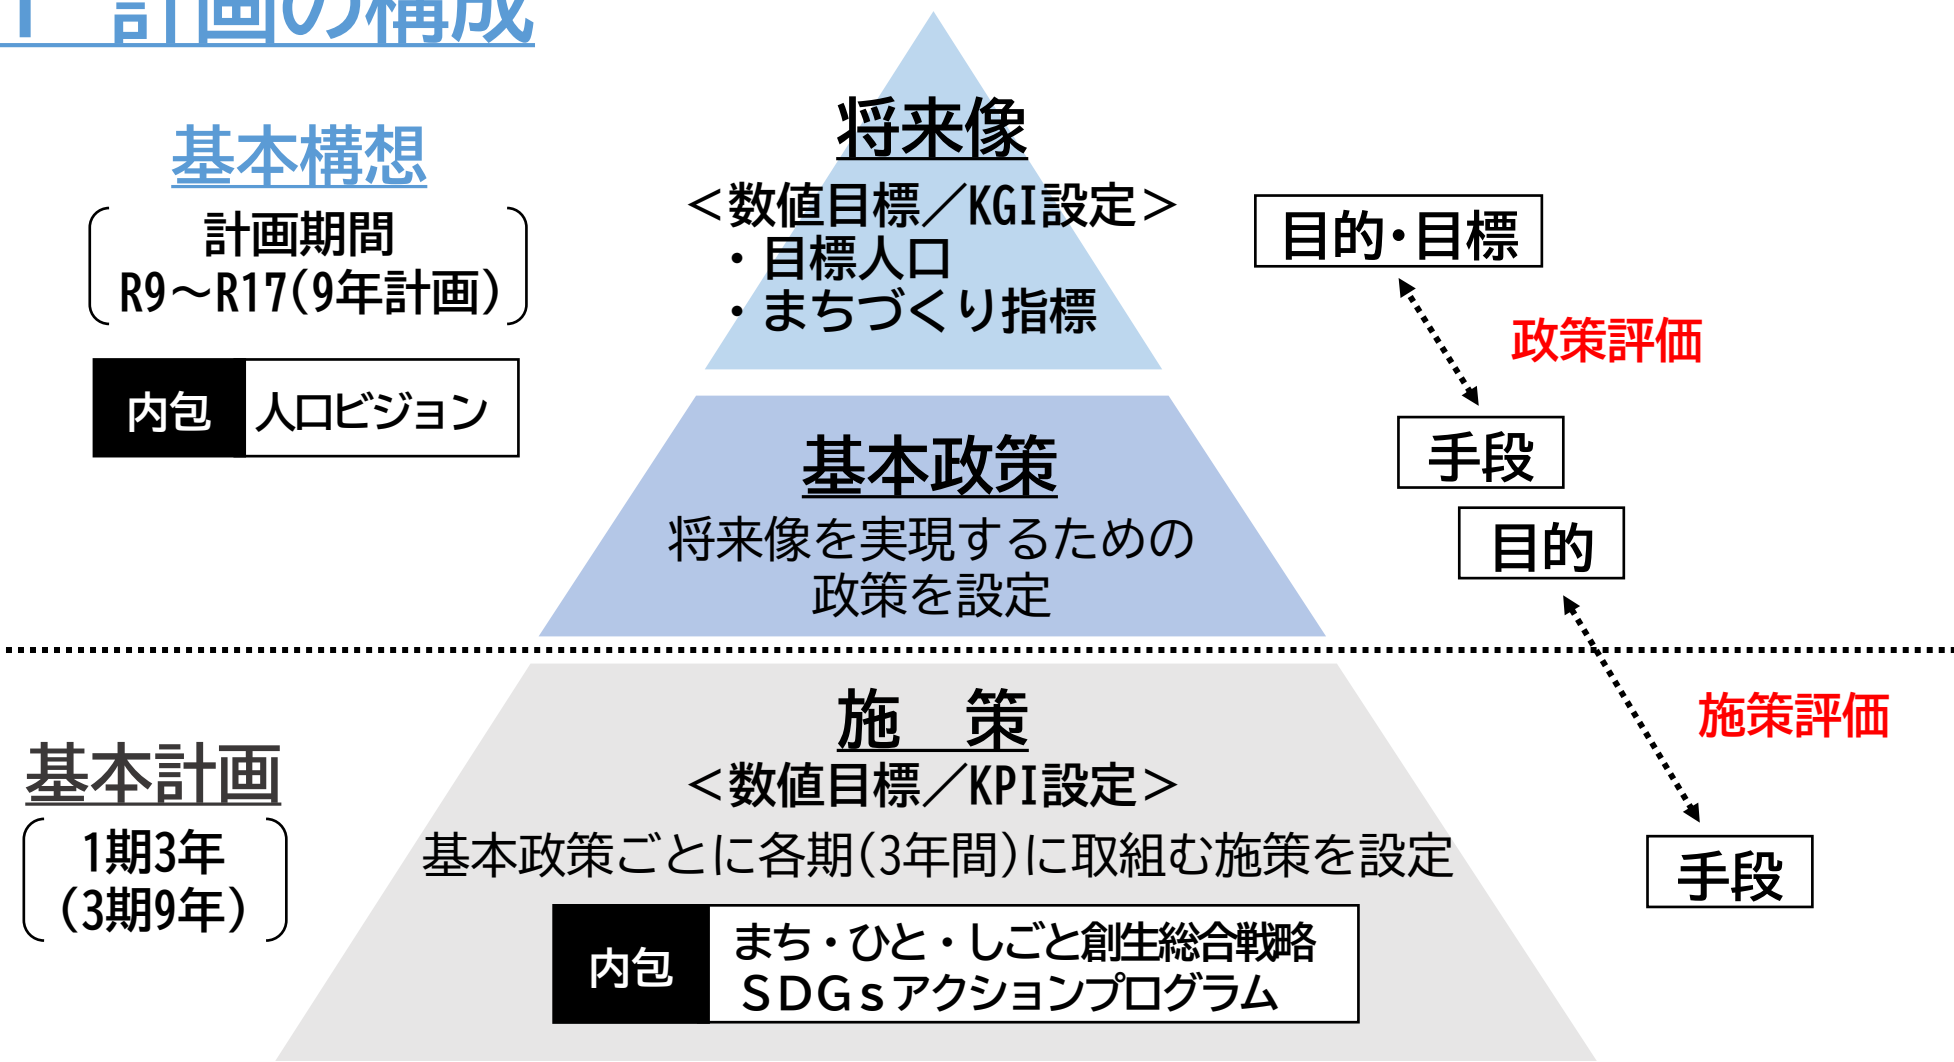 1　計画の構成
基本構想
計画期間
R9～R17(9年計画)
内包 人口ビジョン
将来像
＜数値目標／KGI設定＞
・目標人口
・まちづくり指標
目的・目標
政策評価
手段
基本政策
将来像を実現するための
政策を設定
目的
施策評価
手段
基本計画
1期3年
(3期9年)
施　策
＜数値目標／KPI設定＞
基本政策ごとに各期(3年間)に取組む施策を設定
内包
まち・ひと・しごと創生総合戦略
ＳＤＧｓアクションプログラム